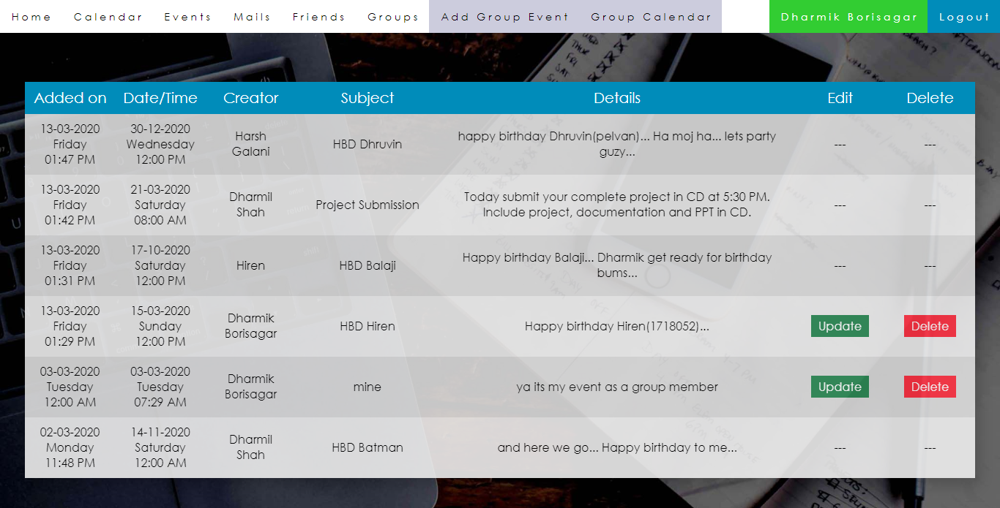 Home Calendar Events Mails Friends Groups Add Group Event Group Calendar Dharmik Borisagar Logout
Added on Date/Time Creator Subject Details Edit Delete
13-03-2020
Friday
01:47 PM
30-12-2020
Wednesday
12:00 PM
Harsh
Galani
HBD Dhruvin
happy birthday Dhruvin(pelvan)... Ha moj ha... lets party
guzy...
---
---
13-03-2020
Friday
01:42 PM
21-03-2020
Saturday
08:00 AM
Dharmil
Shah
Project Submission
Today submit your complete project in CD at 5:30 PM.
Include project, documentation and PPT in CD.
---
---
13-03-2020
Friday
01:31 PM
17-10-2020
Saturday
12:00 PM
Hiren
HBD Balaji
Happy birthday Balaji... Dharmik get ready for birthday
bums...
---
---
13-03-2020
Friday
01:29 PM
15-03-2020
Sunday
12:00 PM
Dharmik
Borisagar
HBD Hiren
Happy birthday Hiren(1718052)...
Update
Delete
03-03-2020
Tuesday
12:00 AM
03-03-2020
Tuesday
07:29 AM
Dharmik
Borisagar
mine
ya its my event as a group member
Update
Delete
02-03-2020
Monday
11:48 PM
14-11-2020
Saturday
12:00 AM
Dharmil
Shah
HBD Batman
and here we go... Happy birthday to me...
---
---
THUR
FRI
SAT